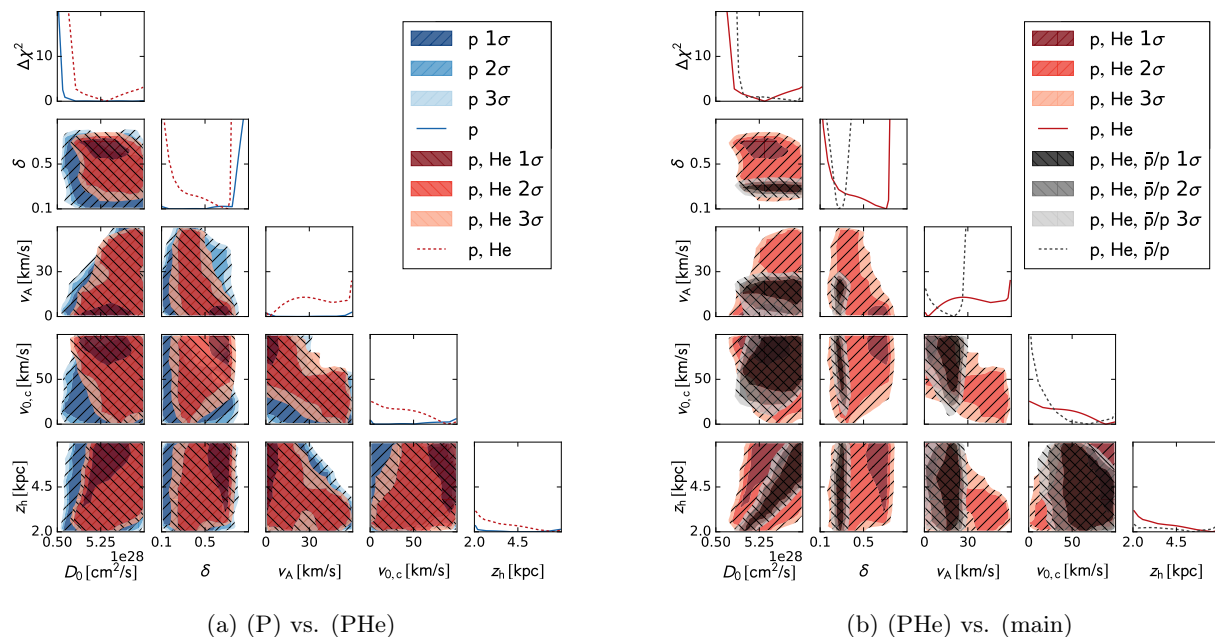 10
0
Δχ²
p 1σ
p 2σ
p 3σ
p
p, He 1σ
p, He 2σ
p, He 3σ
p, He
0.5
0.1
δ
30
0
v_A [km/s]
50
0
v_0,c [km/s]
4.5
2.0
z_h [kpc]
0.50 5.25
1e28
D_0 [cm²/s]
0.1 0.5
δ
0 30
v_A [km/s]
0 50
v_0,c [km/s]
2.0 4.5
z_h [kpc]
(a) (P) vs. (PHe)
10
0
Δχ²
p, He 1σ
p, He 2σ
p, He 3σ
p, He
p, He, p̄/p 1σ
p, He, p̄/p 2σ
p, He, p̄/p 3σ
p, He, p̄/p
0.5
0.1
δ
30
0
v_A [km/s]
50
0
v_0,c [km/s]
4.5
2.0
z_h [kpc]
0.50 5.25
1e28
D_0 [cm²/s]
0.1 0.5
δ
0 30
v_A [km/s]
0 50
v_0,c [km/s]
2.0 4.5
z_h [kpc]
(b) (PHe) vs. (main)